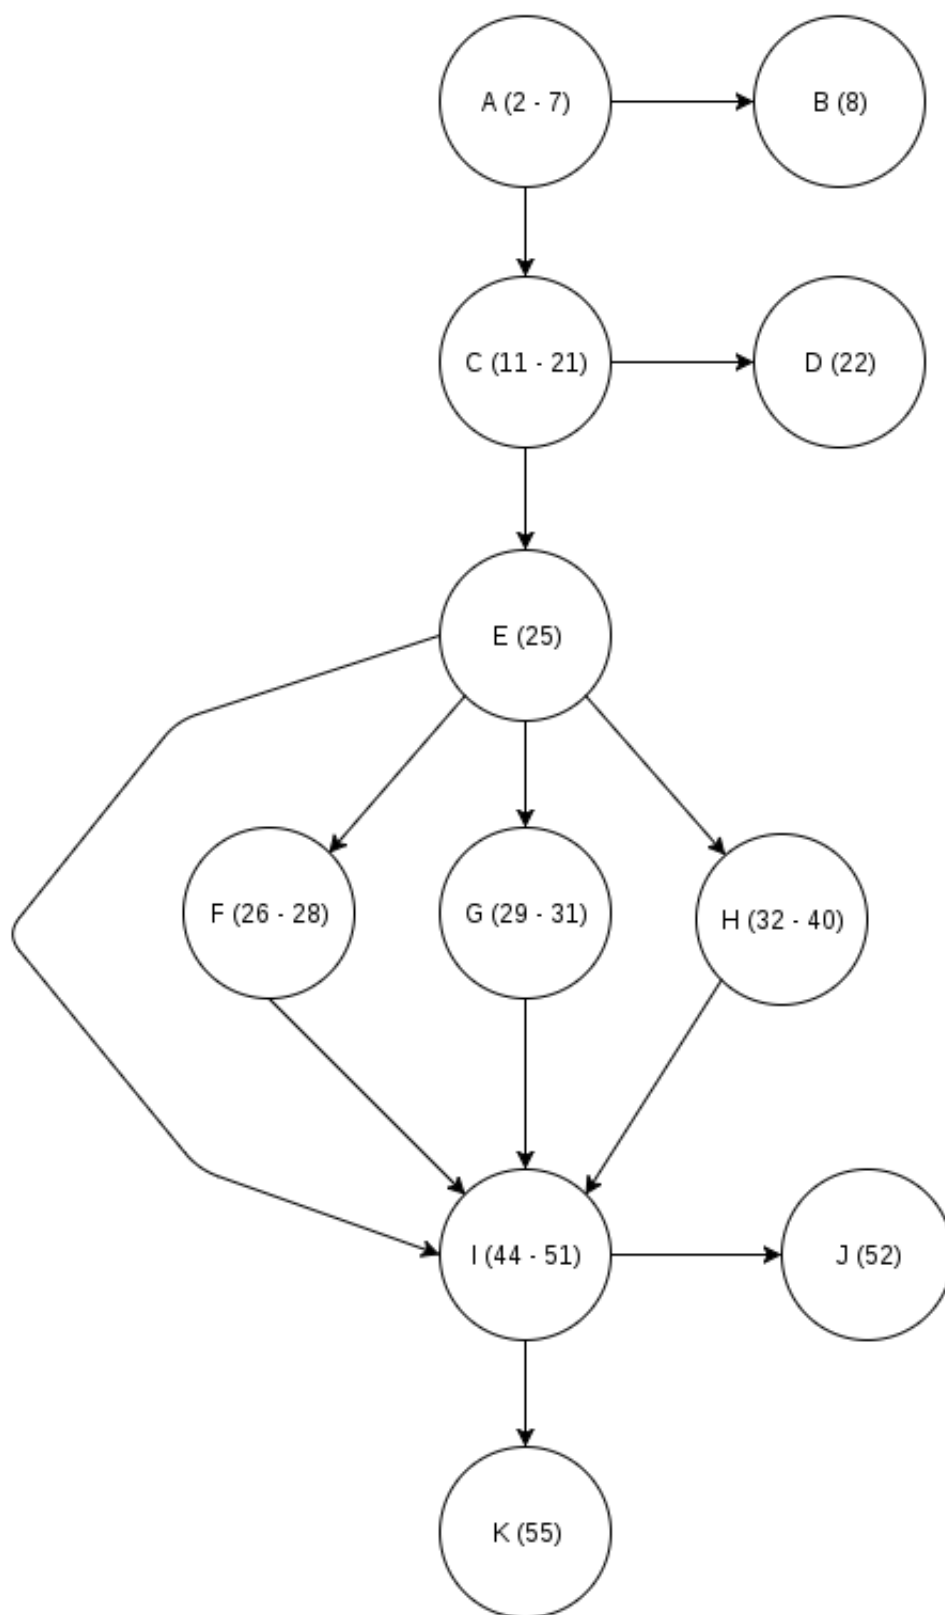 A (2 - 7)
B (8)
C (11 - 21)
D (22)
E (25)
F (26 - 28)
G (29 - 31)
H (32 - 40)
I (44 - 51)
J (52)
K (55)